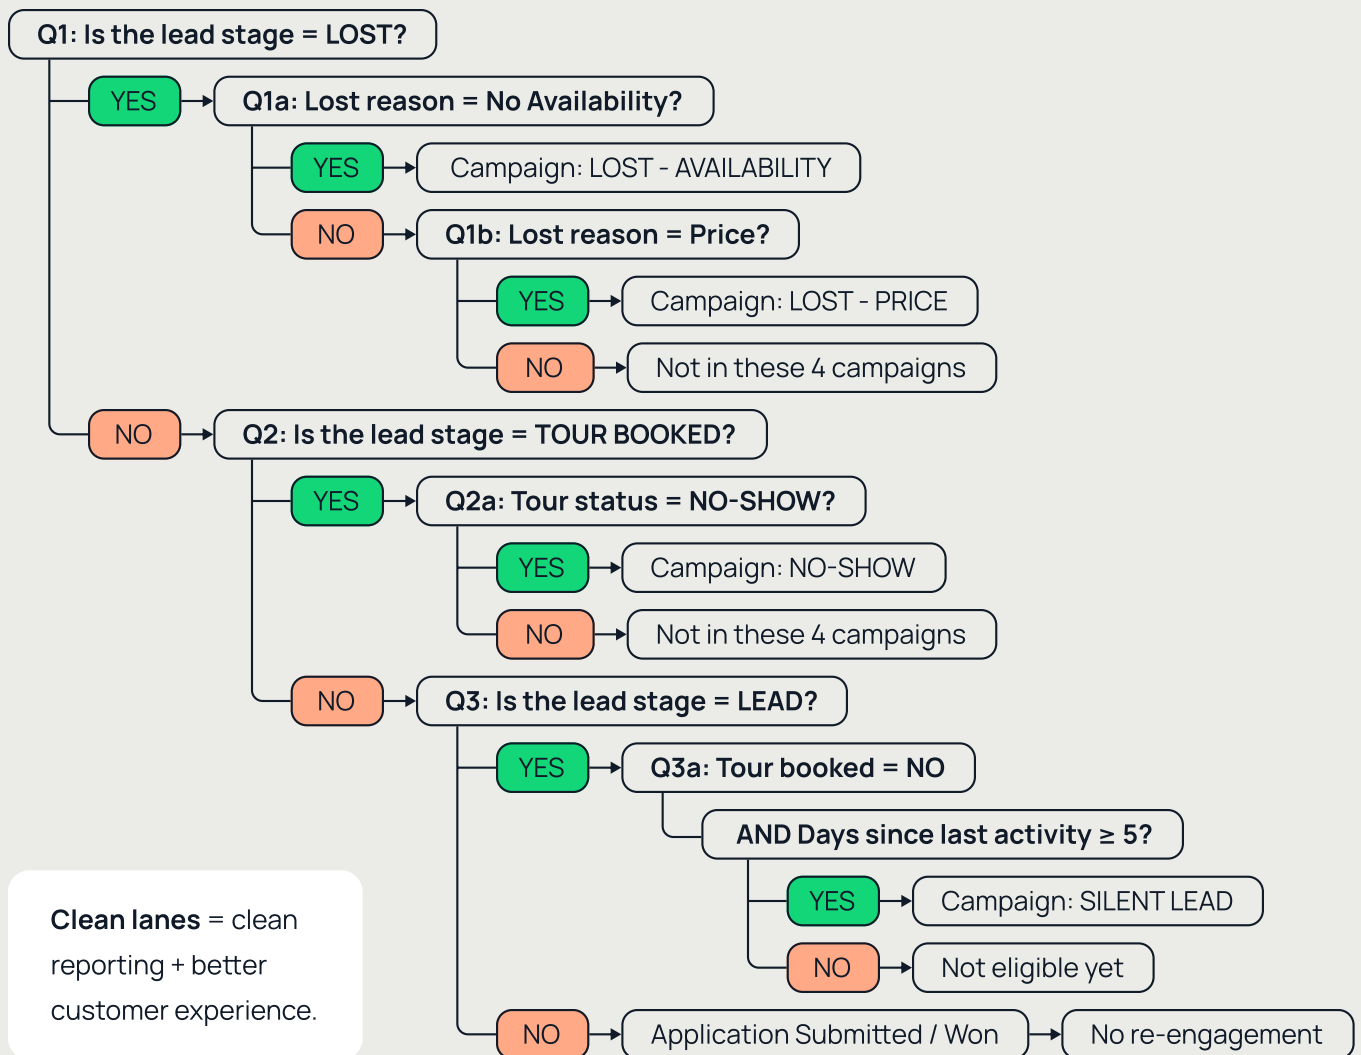 Q1: Is the lead stage = LOST?
YES
Q1a: Lost reason = No Availability?
YES
Campaign: LOST - AVAILABILITY
NO
Q1b: Lost reason = Price?
YES
Campaign: LOST - PRICE
NO
Not in these 4 campaigns
NO
Q2: Is the lead stage = TOUR BOOKED?
YES
Q2a: Tour status = NO-SHOW?
YES
Campaign: NO-SHOW
NO
Not in these 4 campaigns
NO
Q3: Is the lead stage = LEAD?
YES
Q3a: Tour booked = NO
AND Days since last activity ≥ 5?
YES
Campaign: SILENT LEAD
NO
Not eligible yet
NO
Application Submitted / Won
No re-engagement
Clean lanes = clean
reporting + better
customer experience.